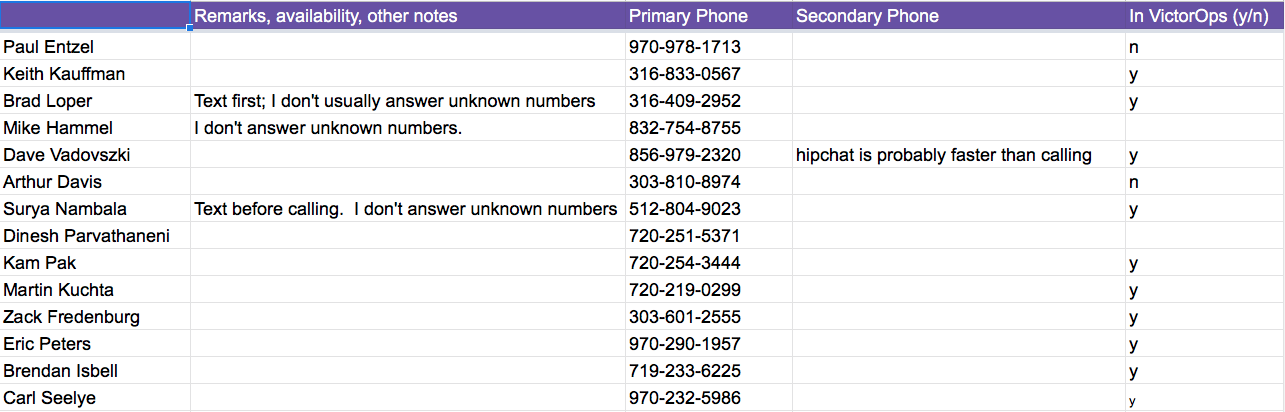 Remarks, availability, other notes Primary Phone Secondary Phone In VictorOps (y/n)
Paul Entzel 970-978-1713 n
Keith Kauffman 316-833-0567 y
Brad Loper Text first; I don't usually answer unknown numbers 316-409-2952 y
Mike Hammel I don't answer unknown numbers. 832-754-8755
Dave Vadovszki 856-979-2320 hipchat is probably faster than calling y
Arthur Davis 303-810-8974 n
Surya Nambala Text before calling.  I don't answer unknown numbers 512-804-9023 y
Dinesh Parvathaneni 720-251-5371
Kam Pak 720-254-3444 y
Martin Kuchta 720-219-0299 y
Zack Fredenburg 303-601-2555 y
Eric Peters 970-290-1957 y
Brendan Isbell 719-233-6225 y
Carl Seelye 970-232-5986 y